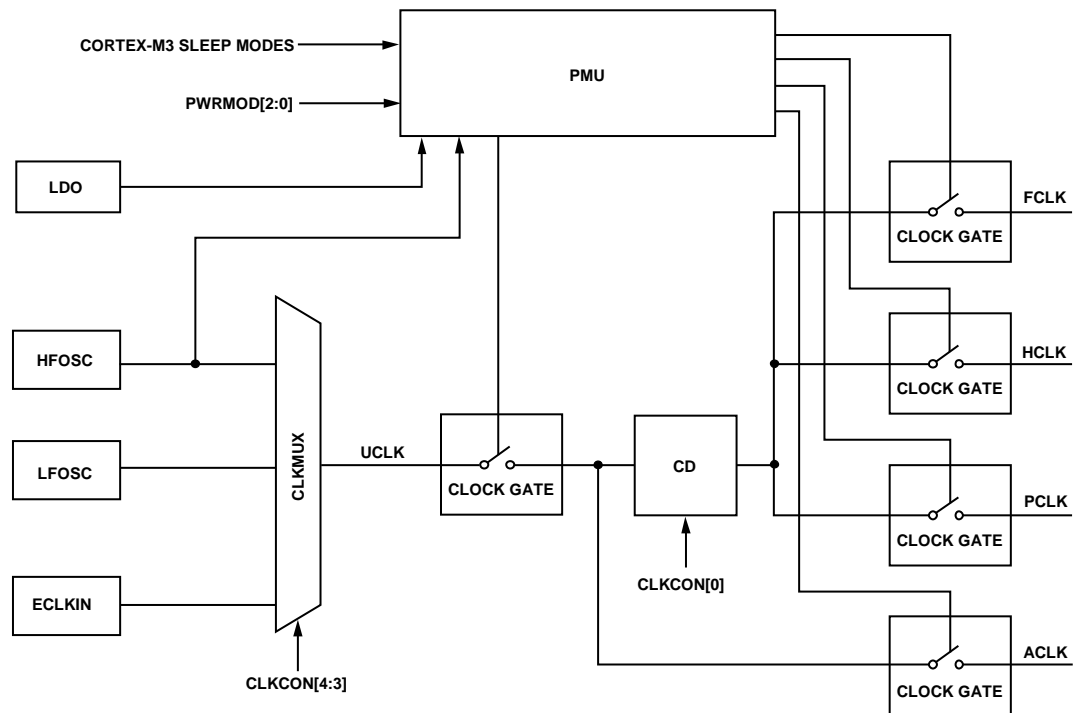 CORTEX-M3 SLEEP MODES
PMU
PWRMOD[2:0]
LDO
FCLK
CLOCK GATE
HFOSC
HCLK
CLOCK GATE
CLKMUX
LFOSC
UCLK
CLOCK GATE
CD
PCLK
CLOCK GATE
CLKCON[0]
ECLKIN
ACLK
CLOCK GATE
CLKCON[4:3]